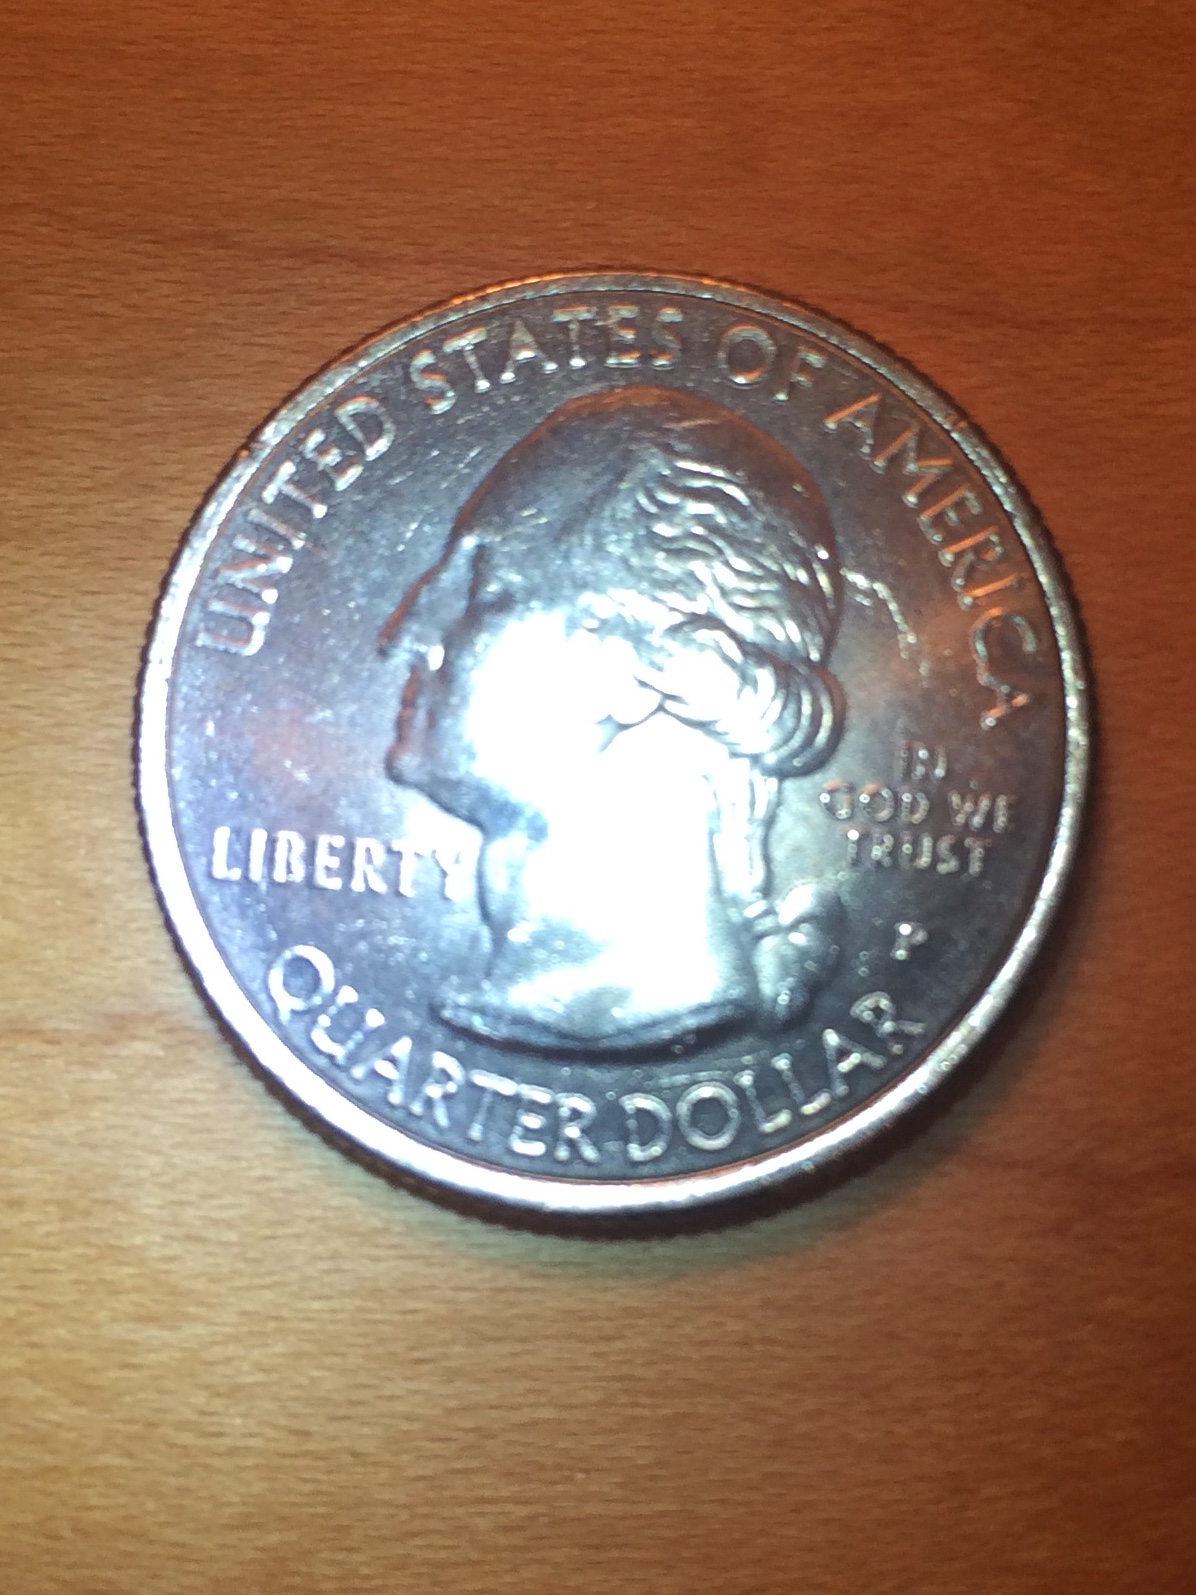 UNITED STATES OF AMERICA
LIBERTY
IN
GOD WE
TRUST
P
QUARTER DOLLAR